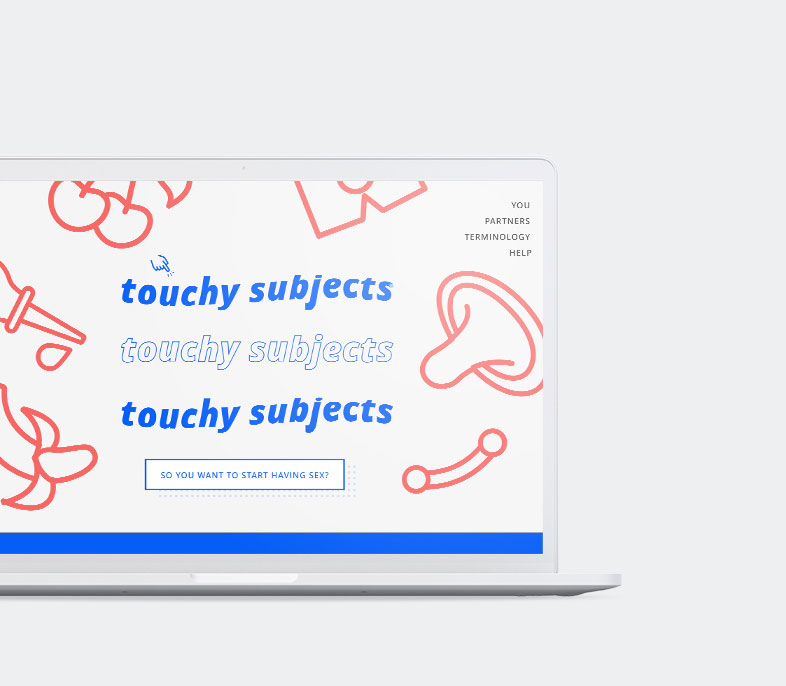 YOU
PARTNERS
TERMINOLOGY
HELP
touchy subjects
touchy subjects
touchy subjects
SO YOU WANT TO START HAVING SEX?